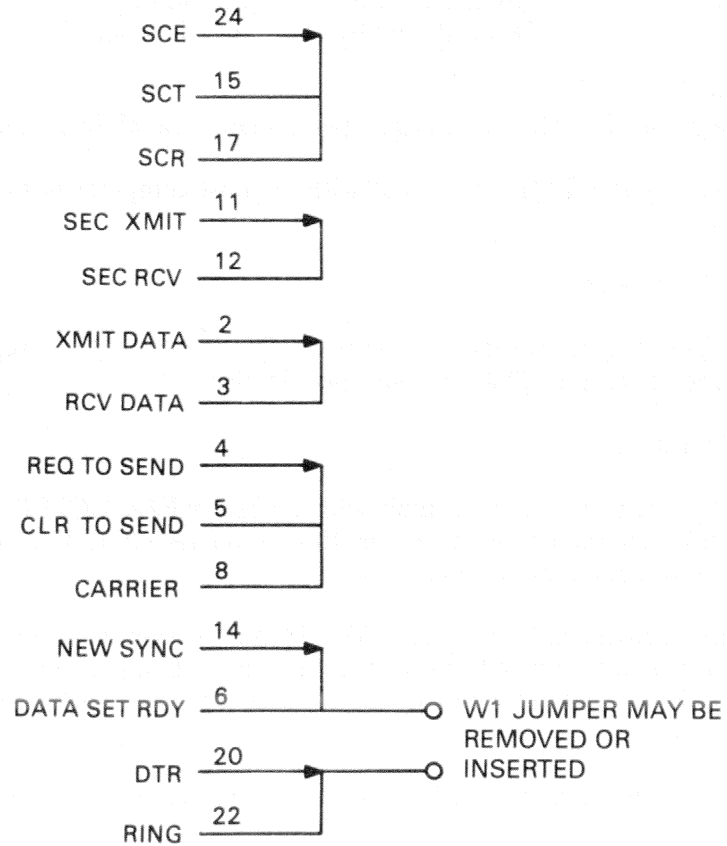 SCE 24
SCT 15
SCR 17
SEC XMIT 11
SEC RCV 12
XMIT DATA 2
RCV DATA 3
REQ TO SEND 4
CLR TO SEND 5
CARRIER 8
NEW SYNC 14
DATA SET RDY 6 W1 JUMPER MAY BE
REMOVED OR
DTR 20 INSERTED
RING 22